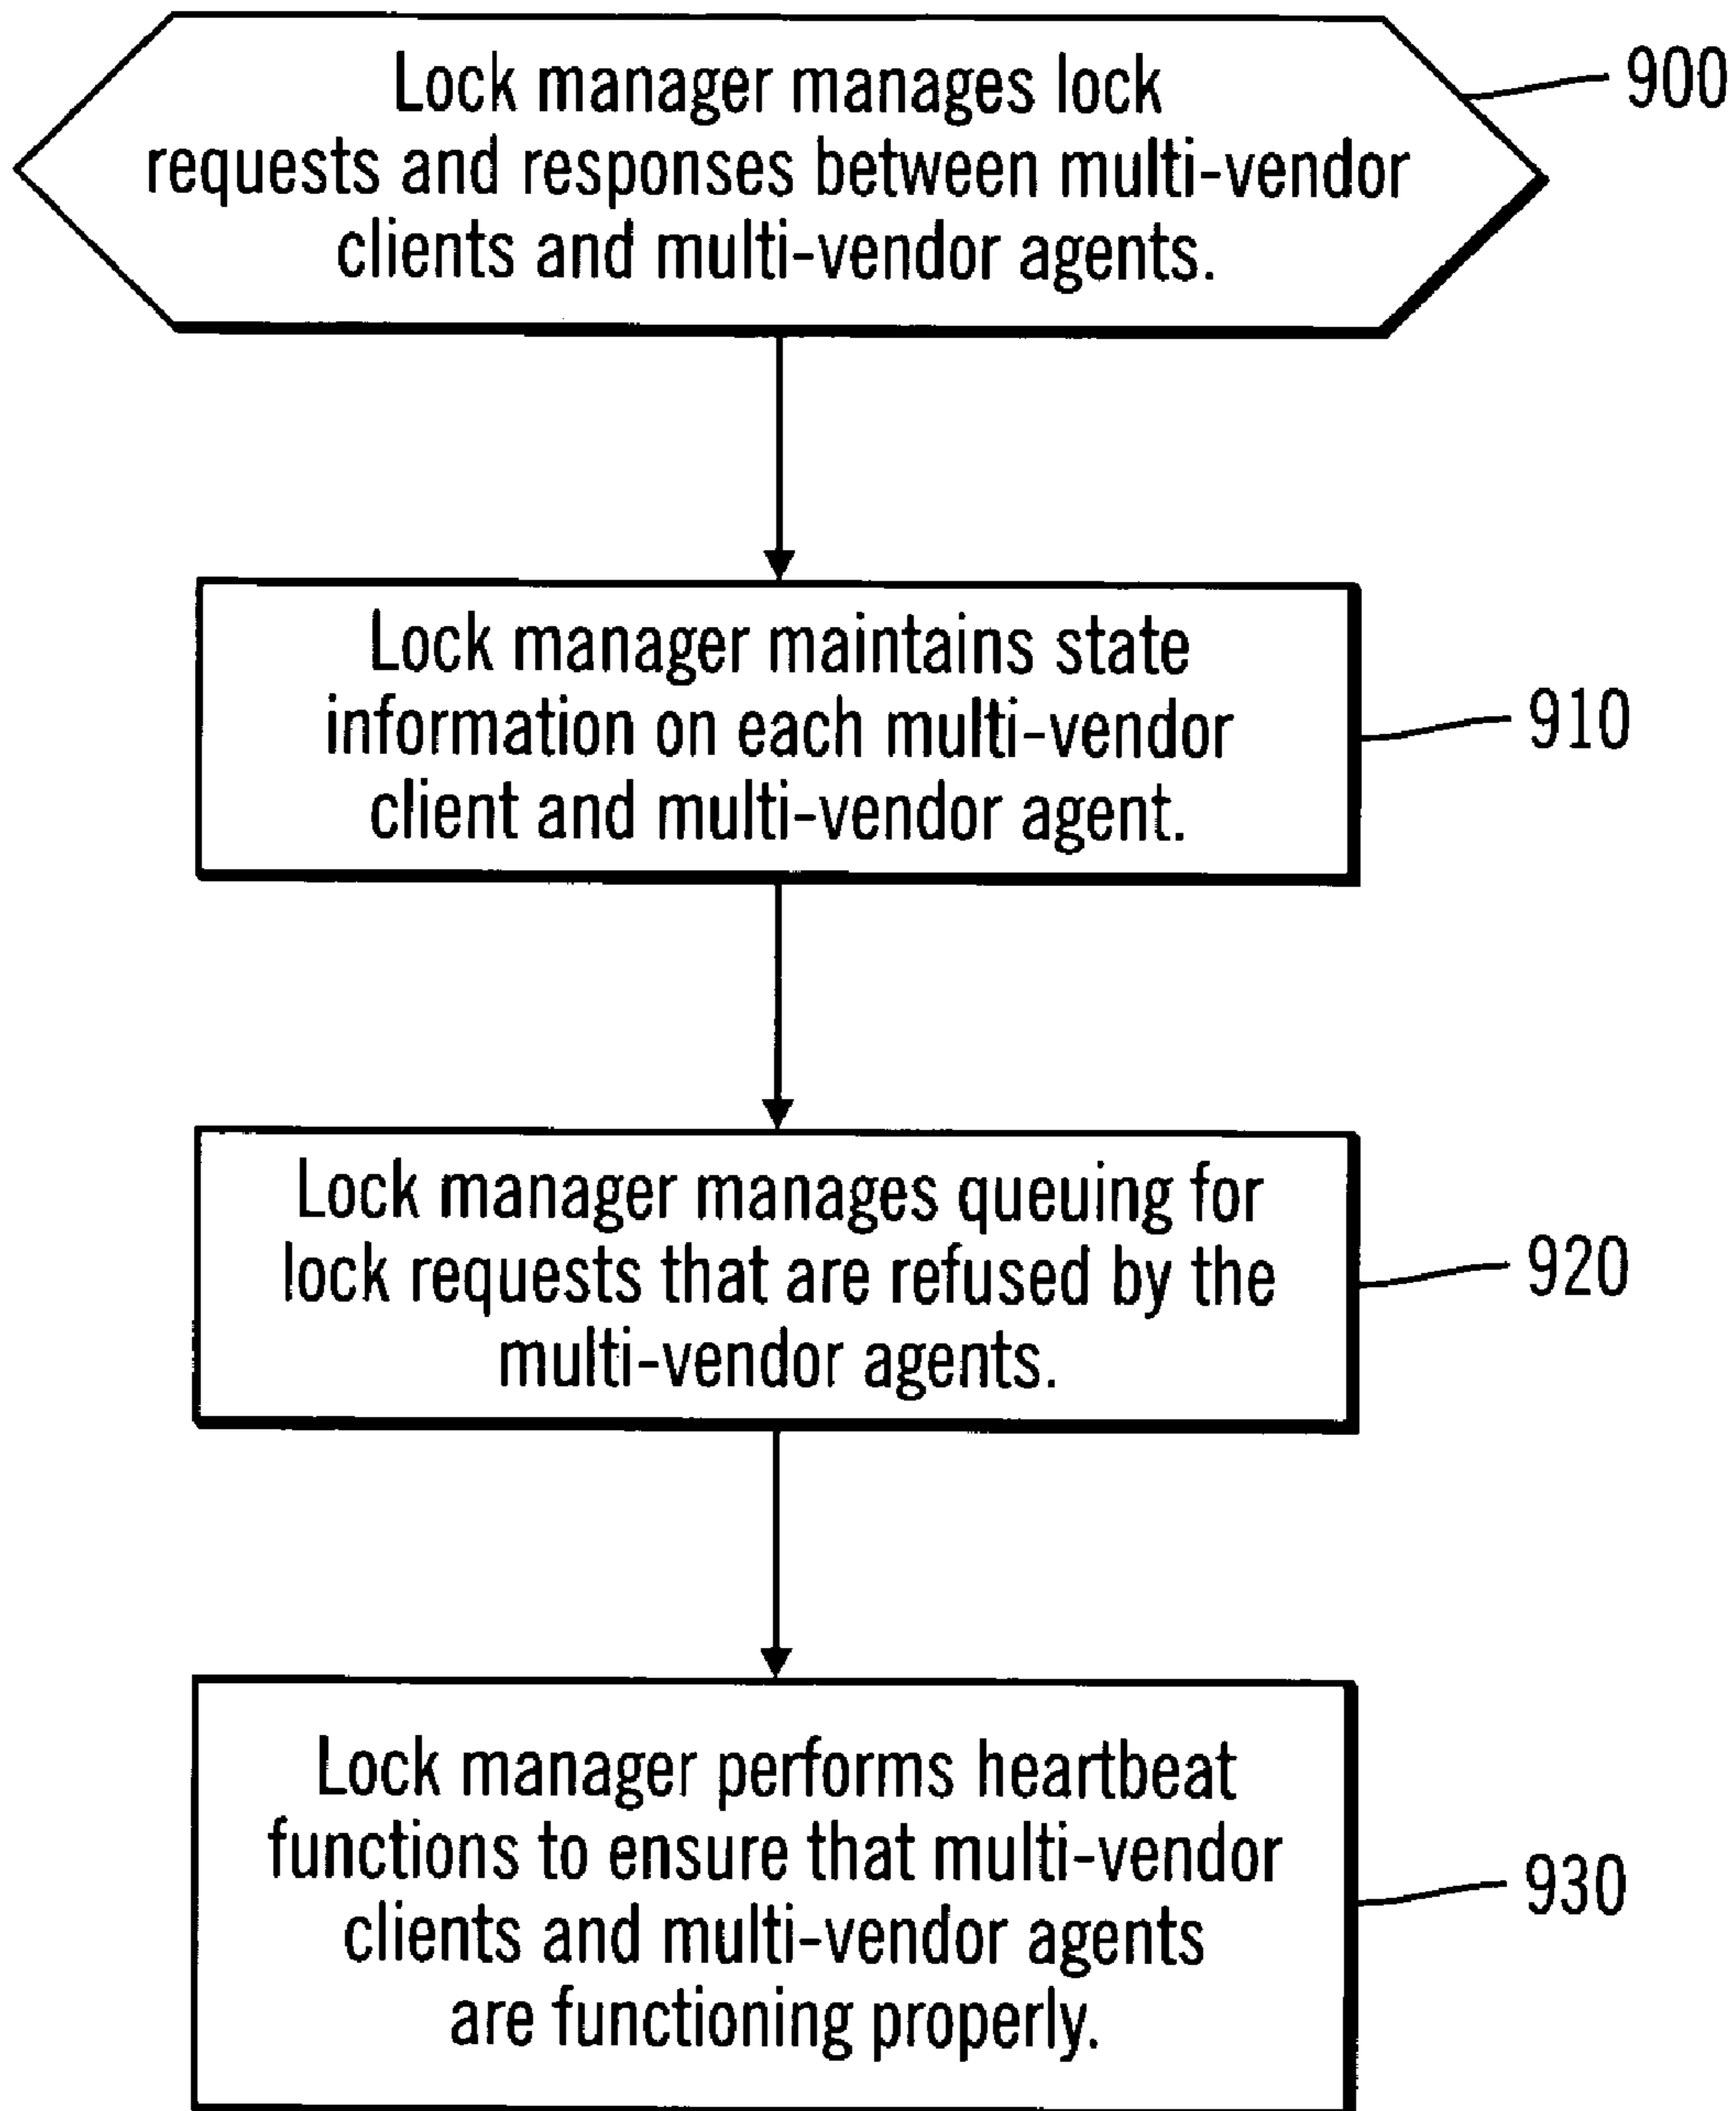 Lock manager manages lock
requests and responses between multi-vendor
clients and multi-vendor agents.
900
Lock manager maintains state
information on each multi-vendor
client and multi-vendor agent.
910
Lock manager manages queuing for
lock requests that are refused by the
multi-vendor agents.
920
Lock manager performs heartbeat
functions to ensure that multi-vendor
clients and multi-vendor agents
are functioning properly.
930